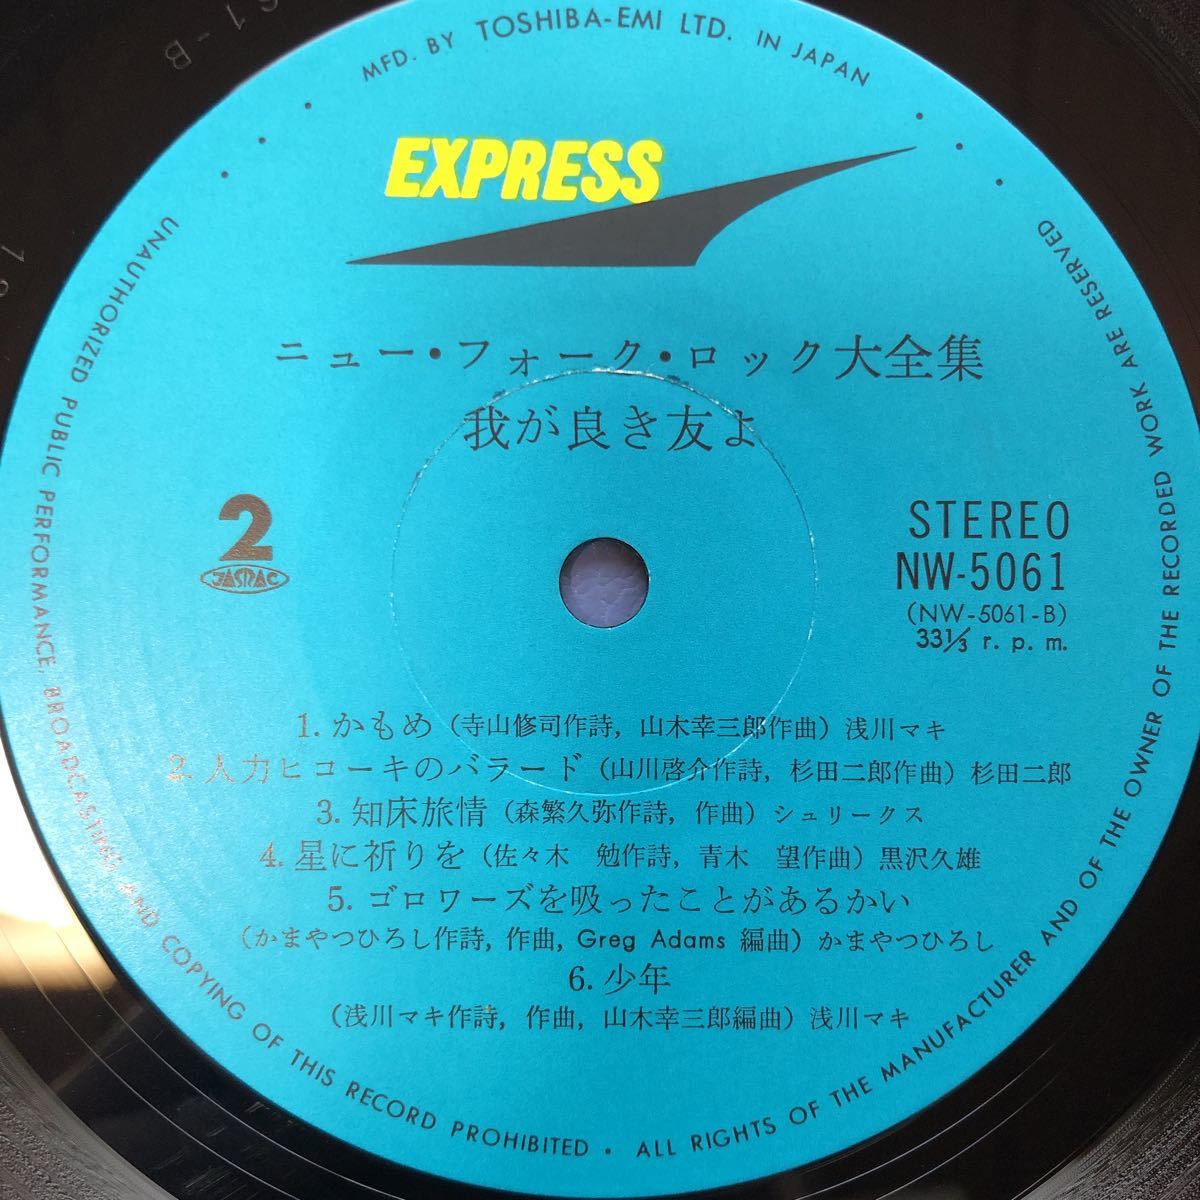 MFD. BY TOSHIBA-EMI LTD. IN JAPAN
EXPRESS
ニュー・フォーク・ロック大全集
我が良き友よ
2
JASRAC
STEREO
NW-5061
(NW-5061-B)
33⅓ r. p. m.
1. かもめ (寺山修司作詩, 山木幸三郎作曲) 浅川マキ
2. 人力ヒコーキのバラード (山川啓介作詩, 杉田二郎作曲) 杉田二郎
3. 知床旅情 (森繁久弥作詩, 作曲) シュリークス
4. 星に祈りを (佐々木 勉作詩, 青木 望作曲) 黒沢久雄
5. ゴロワーズを吸ったことがあるかい
(かまやつひろし作詩, 作曲, Greg Adams 編曲) かまやつひろし
6. 少年
(浅川マキ作詩, 作曲, 山木幸三郎編曲) 浅川マキ
UNAUTHORIZED PUBLIC PERFORMANCE, BROADCASTING AND COPYING OF THIS RECORD PROHIBITED • ALL RIGHTS OF THE MANUFACTURER AND OF THE OWNER OF THE RECORDED WORK ARE RESERVED
61-B